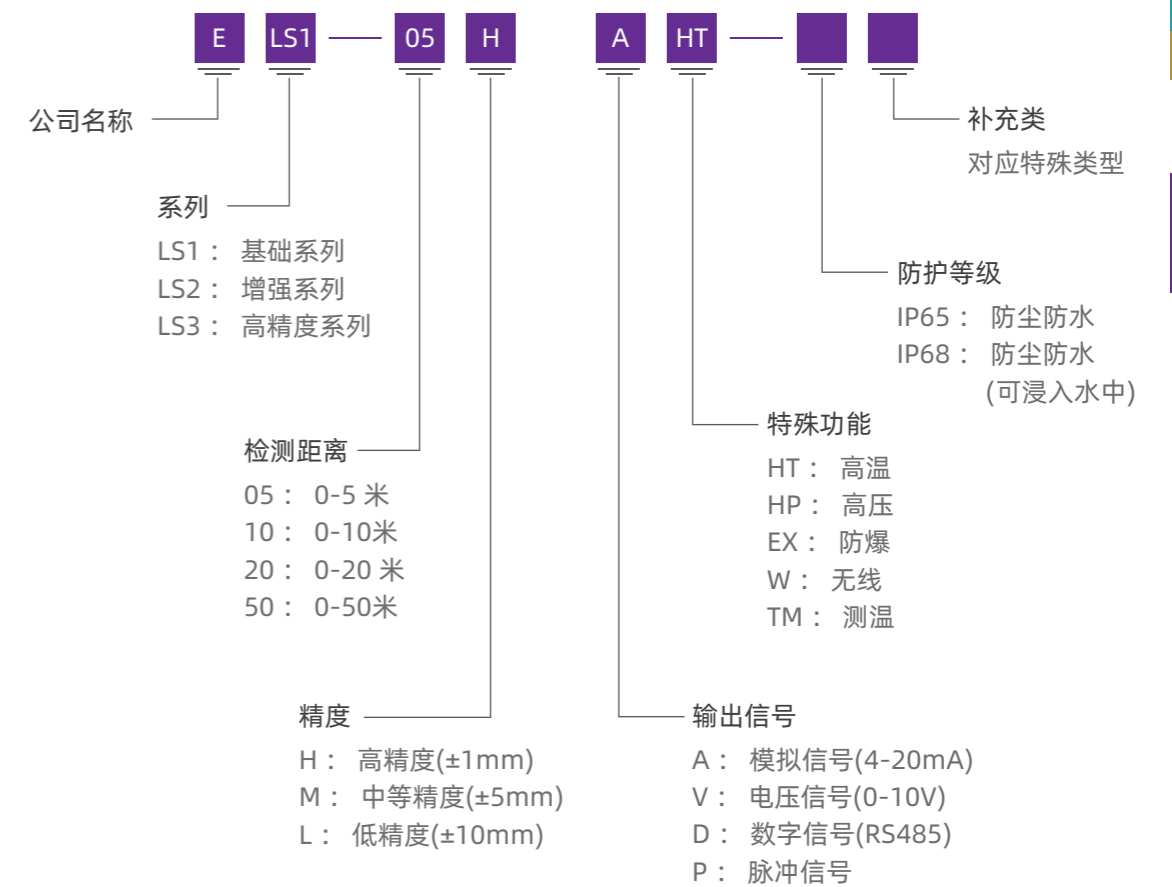 E LS1 05 H A HT
公司名称
补充类
对应特殊类型
系列
LS1： 基础系列
LS2： 增强系列
LS3： 高精度系列
防护等级
IP65： 防尘防水
IP68： 防尘防水
(可浸入水中)
检测距离
05： 0-5 米
10： 0-10米
20： 0-20 米
50： 0-50米
特殊功能
HT： 高温
HP： 高压
EX： 防爆
W： 无线
TM： 测温
精度
H： 高精度(±1mm)
M： 中等精度(±5mm)
L： 低精度(±10mm)
输出信号
A： 模拟信号(4-20mA)
V： 电压信号(0-10V)
D： 数字信号(RS485)
P： 脉冲信号